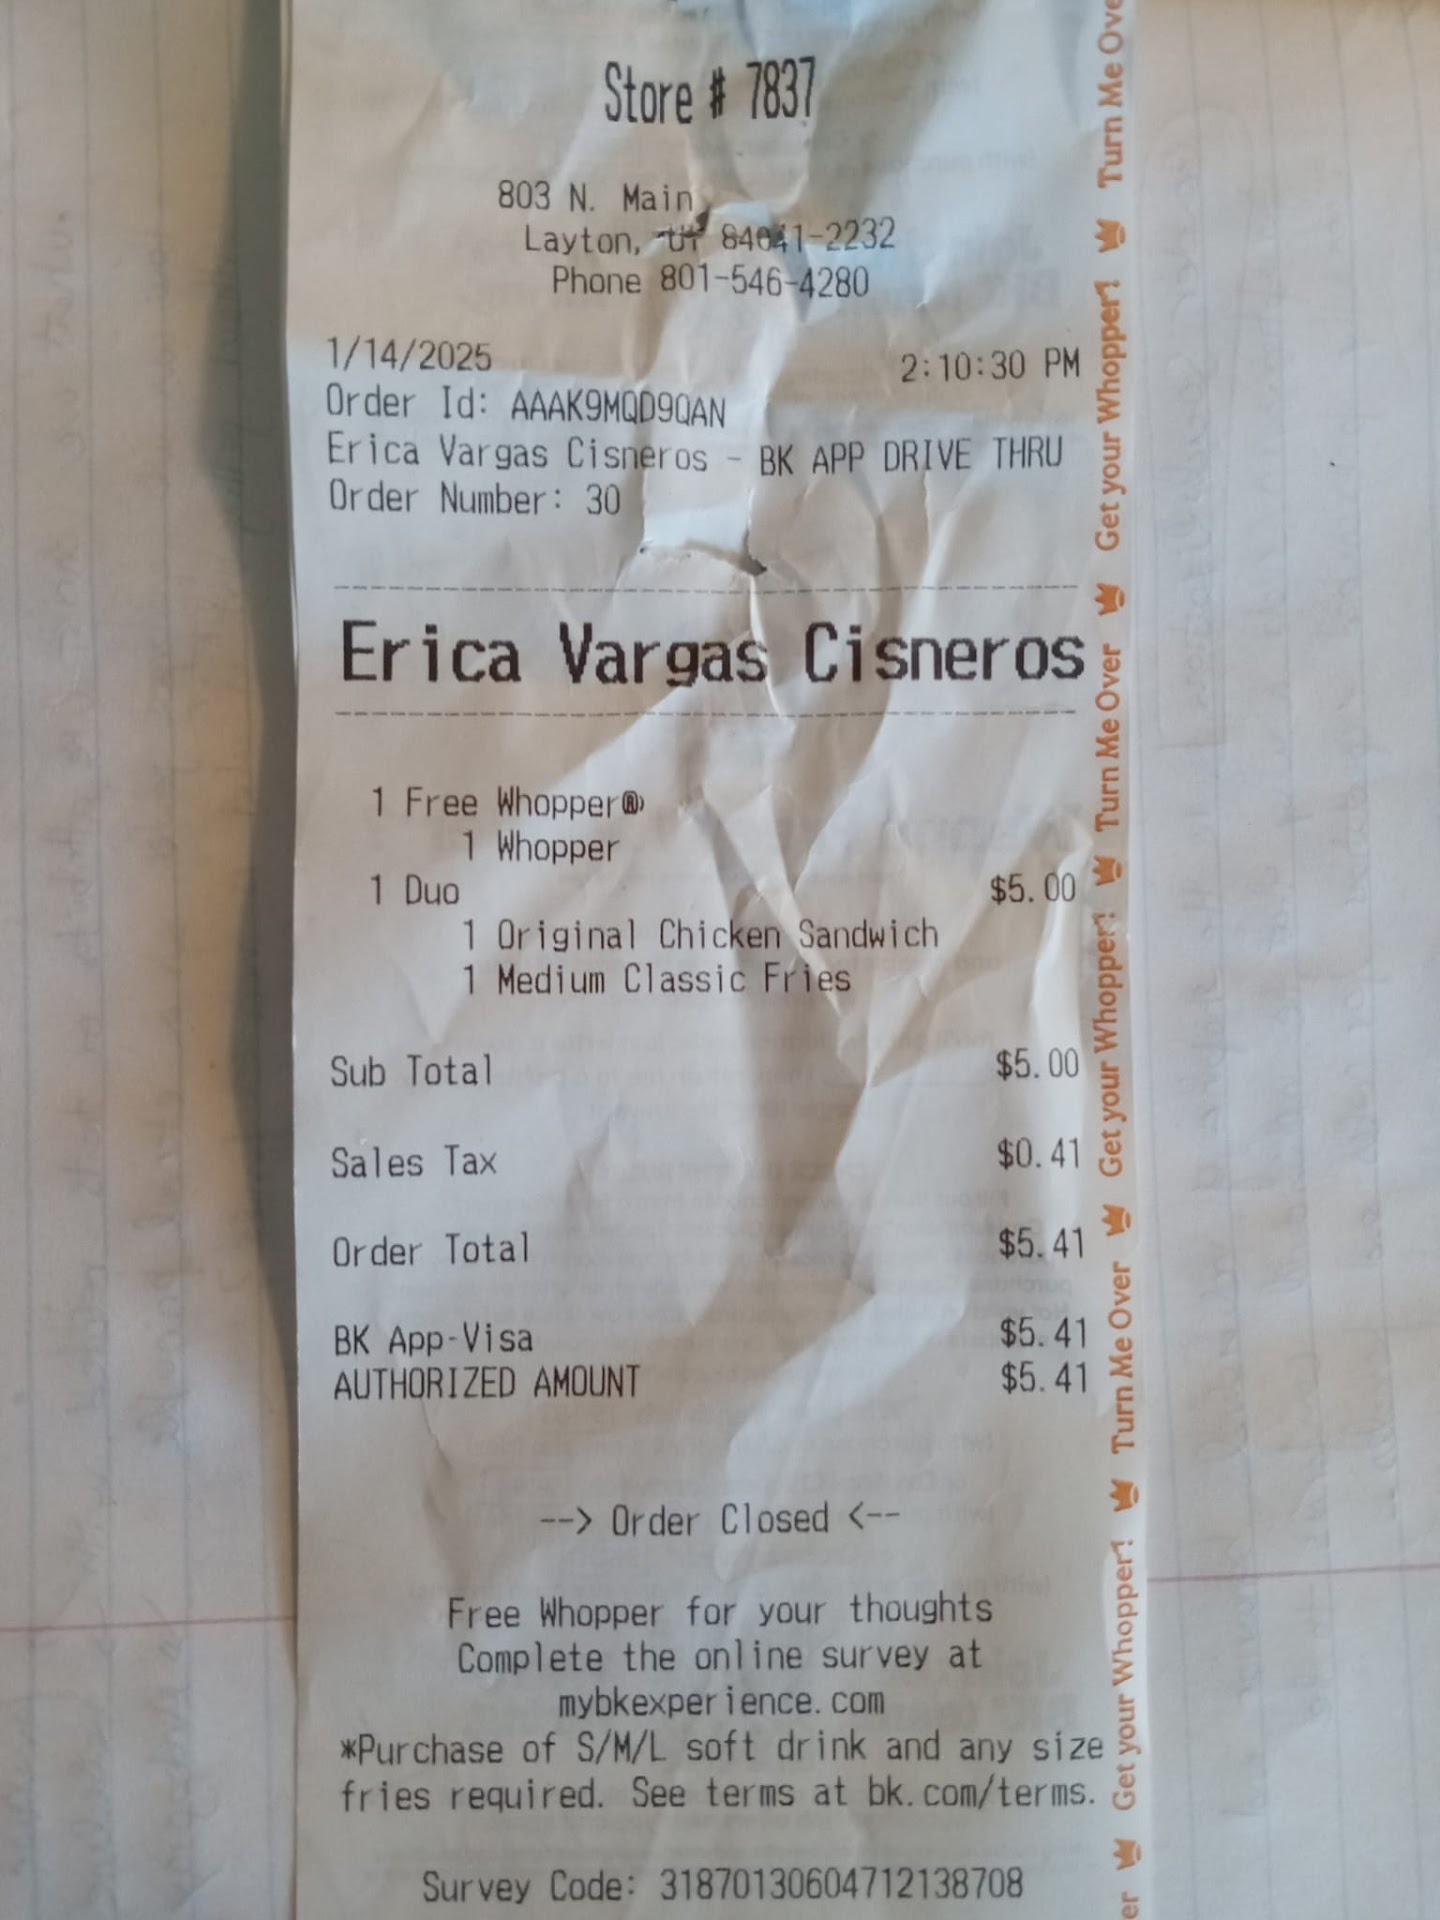 Store # 7837
803 N. Main
Layton, UT 84041-2232
Phone 801-546-4280
1/14/2025 2:10:30 PM
Order Id: AAAK9MQD9QAN
Erica Vargas Cisneros - BK APP DRIVE THRU
Order Number: 30
Erica Vargas Cisneros
1 Free Whopper®
1 Whopper
1 Duo $5.00
1 Original Chicken Sandwich
1 Medium Classic Fries
Sub Total $5.00
Sales Tax $0.41
Order Total $5.41
BK App-Visa $5.41
AUTHORIZED AMOUNT $5.41
--> Order Closed <--
Free Whopper for your thoughts
Complete the online survey at
mybkexperience.com
*Purchase of S/M/L soft drink and any size
fries required. See terms at bk.com/terms.
Survey Code: 31870130604712138708
er Get your Whopper! Turn Me Over Get your Whopper! Turn Me Over Get your Whopper! Turn Me Ove